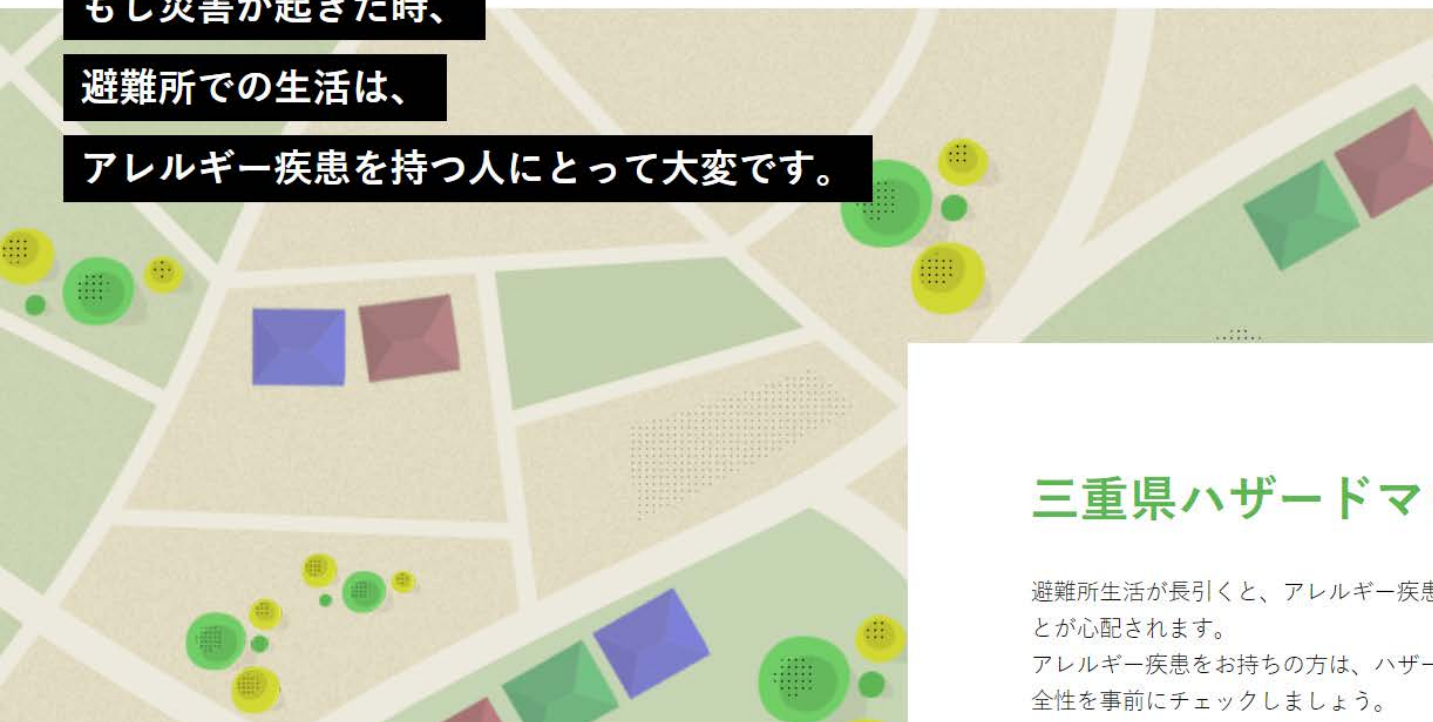 もし災害が起きた時、
避難所での生活は、
アレルギー疾患を持つ人にとって大変です。
三重県ハザードマ
避難所生活が長引くと、アレルギー疾患
とが心配されます。
アレルギー疾患をお持ちの方は、ハザー
全性を事前にチェックしましょう。